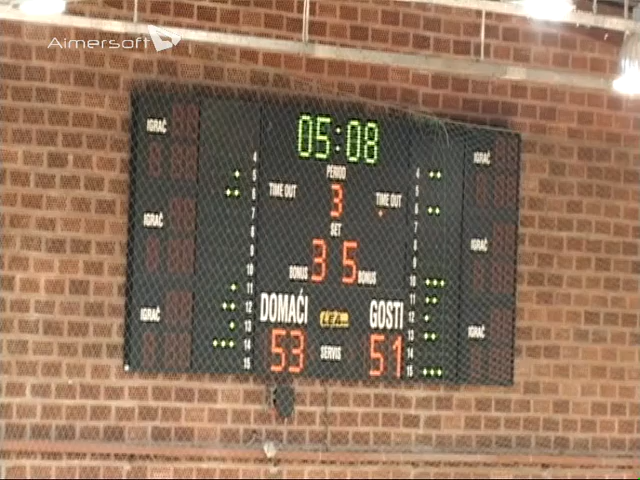 Aimersoft
IGRAČ
05:08
IGRAČ
PERIOD
4
4
5
5
TIME OUT
3
TIME OUT
6
6
7
7
IGRAČ
SET
8
8
IGRAČ
9
9
BONUS 3 5 BONUS
10
10
11
11
DOMAĆI
LEA
GOSTI
12
12
IGRAČ
13
13
IGRAČ
53
SERVIS
51
14
14
15
15